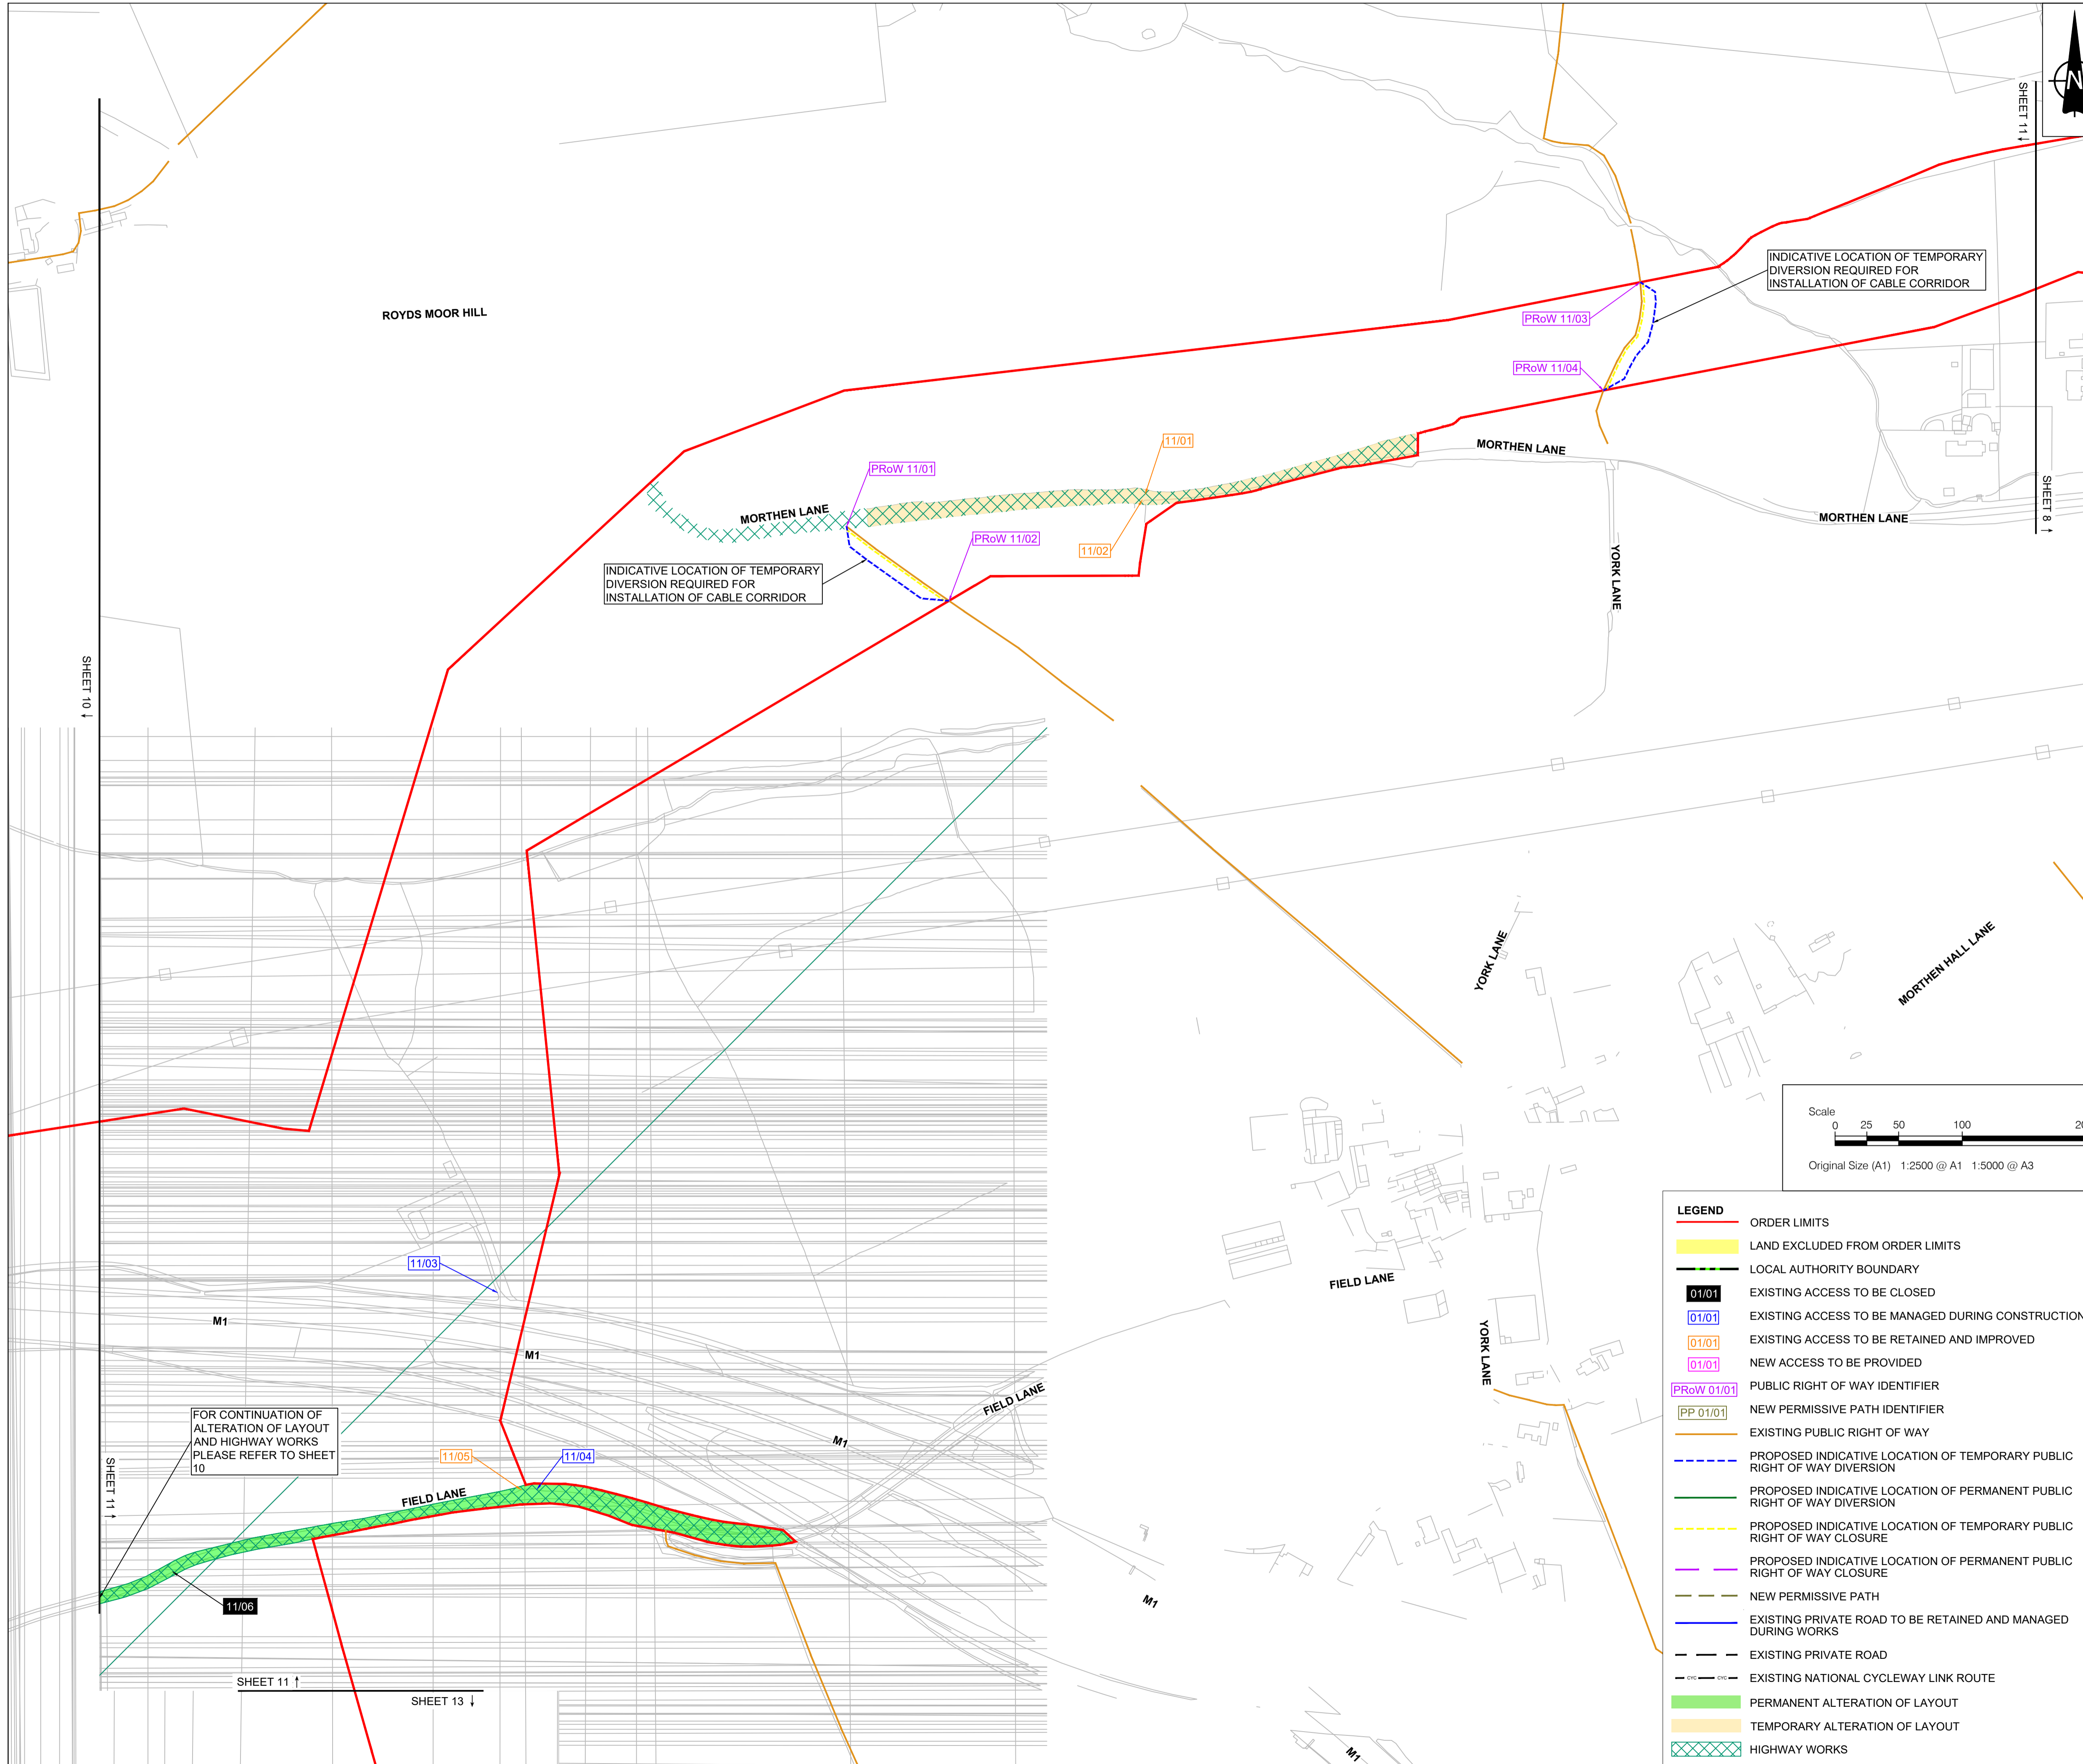 N
SHEET 11
INDICATIVE LOCATION OF TEMPORARY
DIVERSION REQUIRED FOR
INSTALLATION OF CABLE CORRIDOR
ROYDS MOOR HILL
PRoW 11/03
PRoW 11/04
11/01
MORTHEN LANE
PRoW 11/01
MORTHEN LANE
SHEET 8
MORTHEN LANE
PRoW 11/02
11/02
YORK LANE
INDICATIVE LOCATION OF TEMPORARY
DIVERSION REQUIRED FOR
INSTALLATION OF CABLE CORRIDOR
SHEET 10
YORK LANE
MORTHEN HALL LANE
Scale
0 25 50 100
Original Size (A1) 1:2500 @ A1 1:5000 @ A3
11/03
FIELD LANE
M1
M1
YORK LANE
FIELD LANE
FOR CONTINUATION OF
ALTERATION OF LAYOUT
AND HIGHWAY WORKS
PLEASE REFER TO SHEET
10
M1
11/05
11/04
SHEET 11
FIELD LANE
11/06
M1
SHEET 11
SHEET 13
M1
LEGEND
ORDER LIMITS
LAND EXCLUDED FROM ORDER LIMITS
LOCAL AUTHORITY BOUNDARY
01/01 EXISTING ACCESS TO BE CLOSED
01/01 EXISTING ACCESS TO BE MANAGED DURING CONSTRUCTION
01/01 EXISTING ACCESS TO BE RETAINED AND IMPROVED
01/01 NEW ACCESS TO BE PROVIDED
PRoW 01/01 PUBLIC RIGHT OF WAY IDENTIFIER
PP 01/01 NEW PERMISSIVE PATH IDENTIFIER
EXISTING PUBLIC RIGHT OF WAY
PROPOSED INDICATIVE LOCATION OF TEMPORARY PUBLIC
RIGHT OF WAY DIVERSION
PROPOSED INDICATIVE LOCATION OF PERMANENT PUBLIC
RIGHT OF WAY DIVERSION
PROPOSED INDICATIVE LOCATION OF TEMPORARY PUBLIC
RIGHT OF WAY CLOSURE
PROPOSED INDICATIVE LOCATION OF PERMANENT PUBLIC
RIGHT OF WAY CLOSURE
NEW PERMISSIVE PATH
EXISTING PRIVATE ROAD TO BE RETAINED AND MANAGED
DURING WORKS
EXISTING PRIVATE ROAD
CYC CYC EXISTING NATIONAL CYCLEWAY LINK ROUTE
PERMANENT ALTERATION OF LAYOUT
TEMPORARY ALTERATION OF LAYOUT
HIGHWAY WORKS